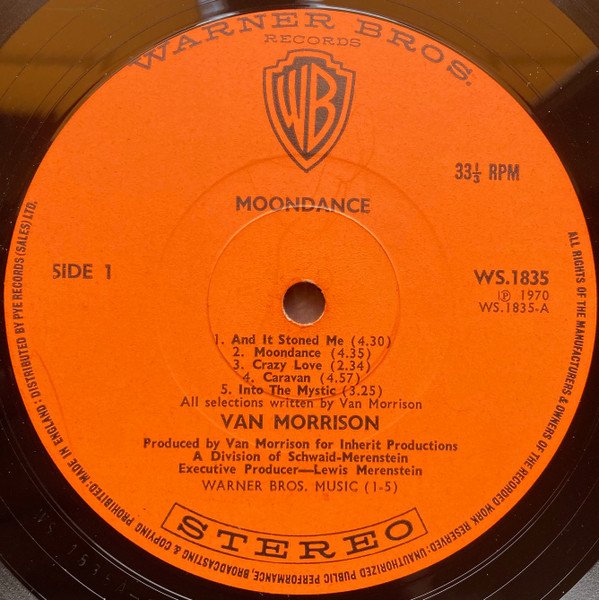 WARNER BROS.
RECORDS
WB
33⅓ RPM
MOONDANCE
SIDE 1
WS.1835
Ⓟ 1970
WS.1835-A
1. And It Stoned Me (4.30)
2. Moondance (4.35)
3. Crazy Love (2.34)
4. Caravan (4.57)
5. Into The Mystic (3.25)
All selections written by Van Morrison
VAN MORRISON
Produced by Van Morrison for Inherit Productions
A Division of Schwaid-Merenstein
Executive Producer—Lewis Merenstein
WARNER BROS. MUSIC (1-5)
STEREO
ALL RIGHTS OF THE MANUFACTURERS & OWNERS OF THE RECORDED WORK RESERVED: UNAUTHORIZED PUBLIC PERFORMANCE, BROADCASTING & COPYING PROHIBITED: MADE IN ENGLAND · DISTRIBUTED BY PYE RECORDS (SALES) LTD.